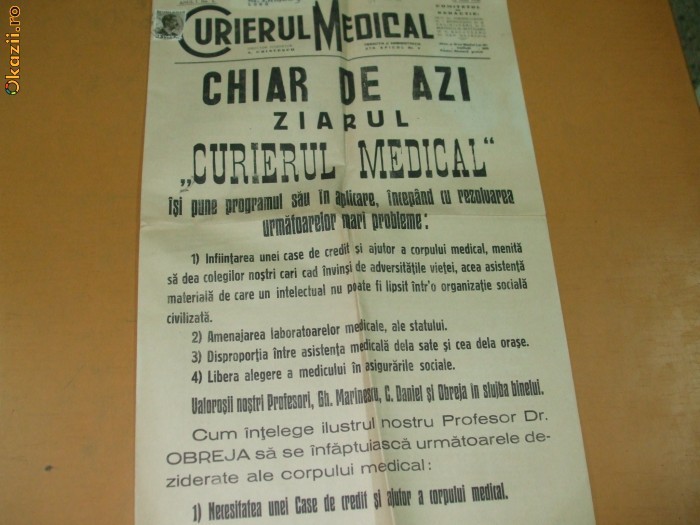 Okazii.ro
CURIERUL MEDICAL
COMITETUL
DE
REDACȚIE:
CHIAR DE AZI
ZIARUL
„CURIERUL MEDICAL“
își pune programul său în aplicare, începând cu rezolvarea
următoarelor mari probleme:
1) Inființarea unei case de credit și ajutor a corpului medical, menită
să dea colegilor noștri cari cad învinși de adversitățile vieței, acea asistență
materială de care un intelectual nu poate fi lipsit într'o organizație socială
civilizată.
2) Amenajarea laboratoarelor medicale, ale statului.
3) Disproporția între asistența medicală dela sate și cea dela orașe.
4) Libera alegere a medicului în asigurările sociale.
Valoroșii noștri Profesori, Gh. Marinescu, C. Daniel și Obreja in slujba binelui.
Cum înțelege ilustrul nostru Profesor Dr.
OBREJA să se înfăptuiască următoarele de-
ziderate ale corpului medical:
1) Necesitatea unei Case de credit și ajutor a corpului medical.